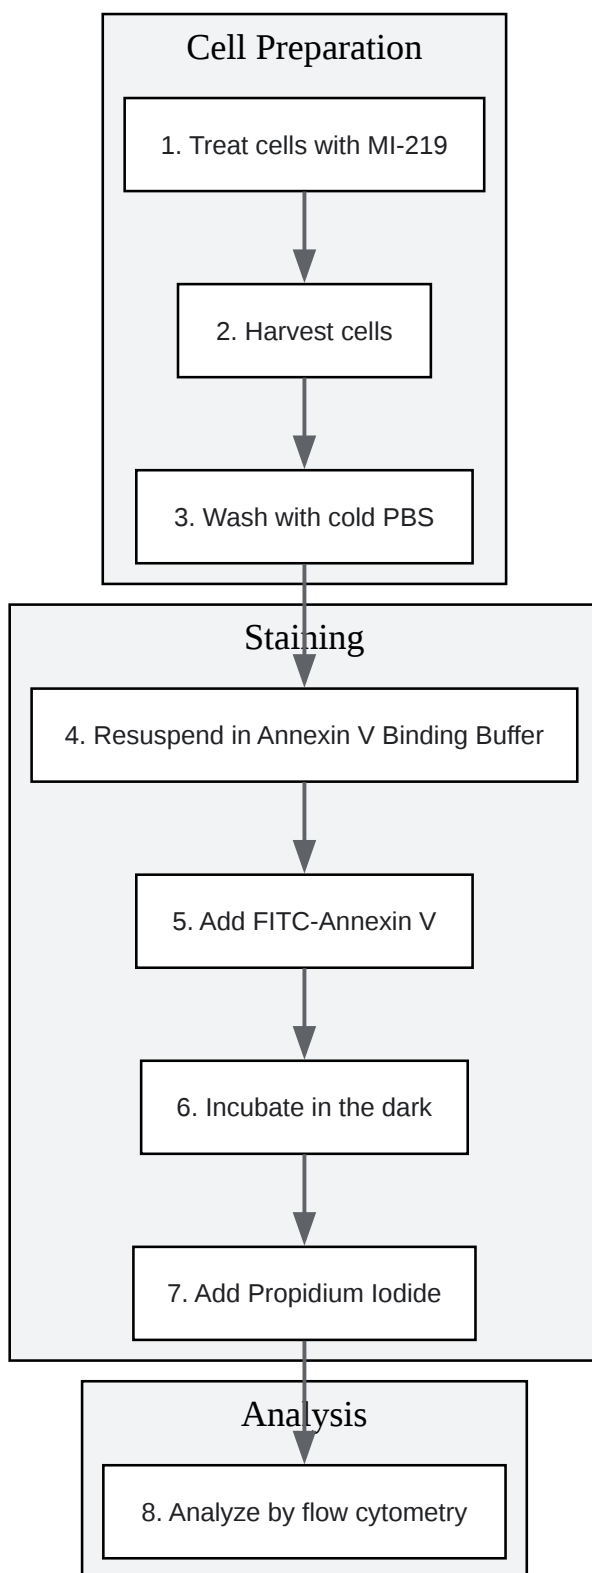 Cell Preparation
1. Treat cells with MI-219
2. Harvest cells
3. Wash with cold PBS
Staining
4. Resuspend in Annexin V Binding Buffer
5. Add FITC-Annexin V
6. Incubate in the dark
7. Add Propidium Iodide
Analysis
8. Analyze by flow cytometry